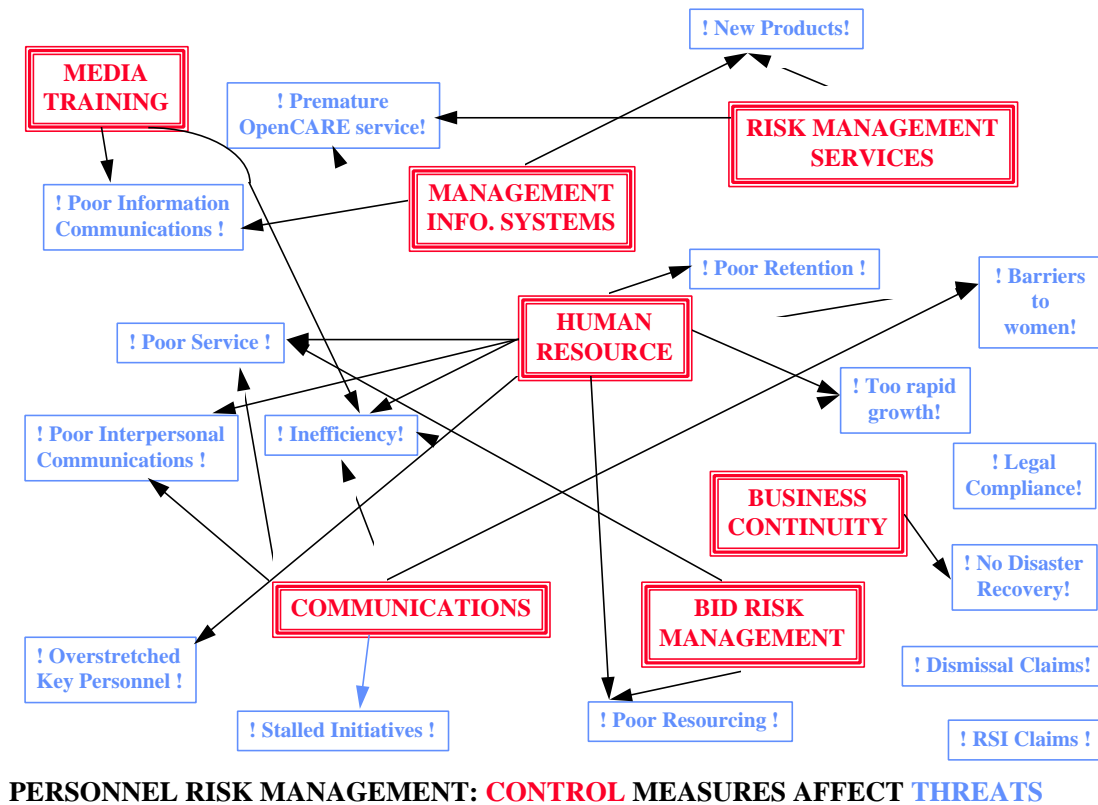 ! New Products!
MEDIA
TRAINING
! Premature
OpenCARE service!
RISK MANAGEMENT
SERVICES
! Poor Information
Communications !
MANAGEMENT
INFO. SYSTEMS
! Poor Retention !
! Barriers
to
women!
HUMAN
RESOURCE
! Poor Service !
! Too rapid
growth!
! Poor Interpersonal
Communications !
! Inefficiency!
! Legal
Compliance!
BUSINESS
CONTINUITY
! No Disaster
Recovery!
COMMUNICATIONS
BID RISK
MANAGEMENT
! Overstretched
Key Personnel !
! Dismissal Claims!
! Stalled Initiatives !
! Poor Resourcing !
! RSI Claims !
PERSONNEL RISK MANAGEMENT: CONTROL MEASURES AFFECT THREATS